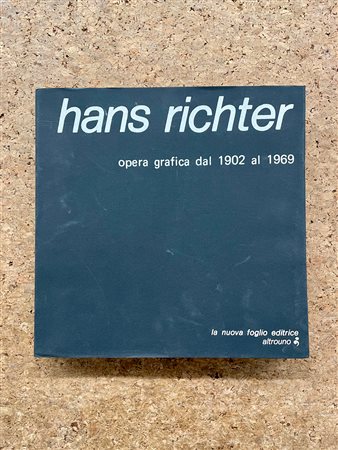 hans richter
opera grafica dal 1902 al 1969
la nuova foglio editrice
altrouno